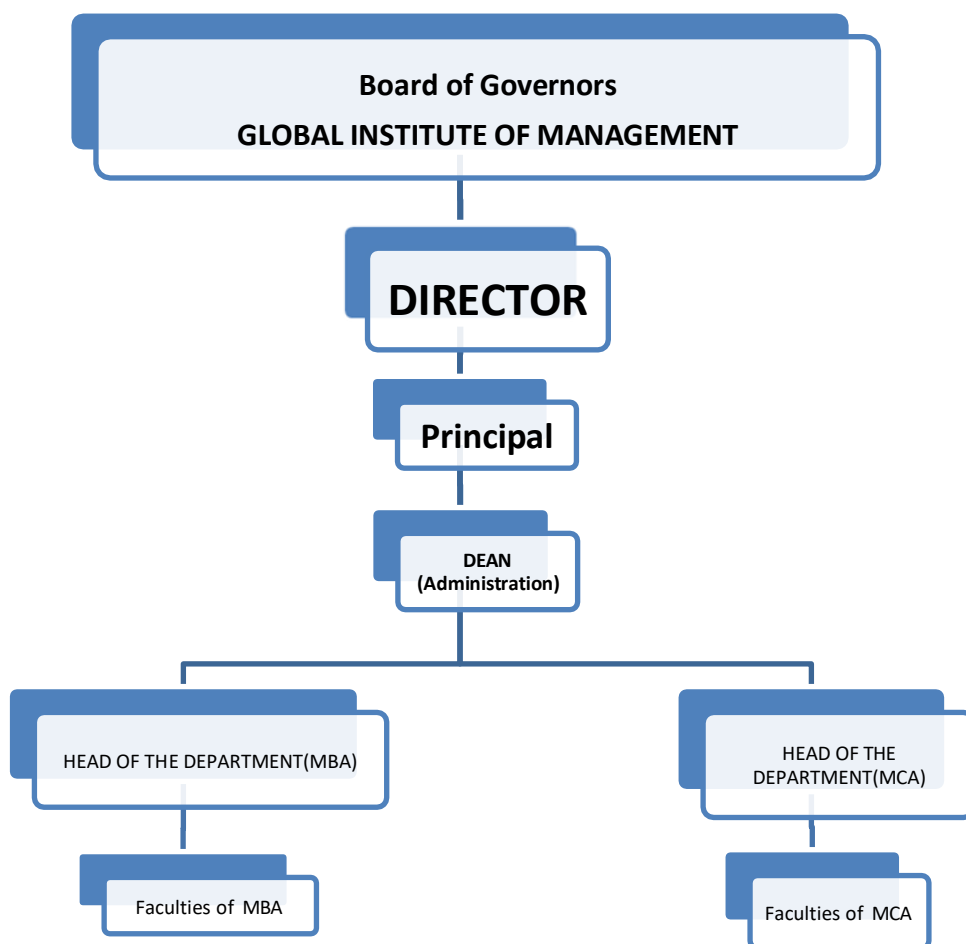 Board of Governors
GLOBAL INSTITUTE OF MANAGEMENT
DIRECTOR
Principal
DEAN
(Administration)
HEAD OF THE DEPARTMENT(MBA)
HEAD OF THE
DEPARTMENT(MCA)
Faculties of MBA
Faculties of MCA